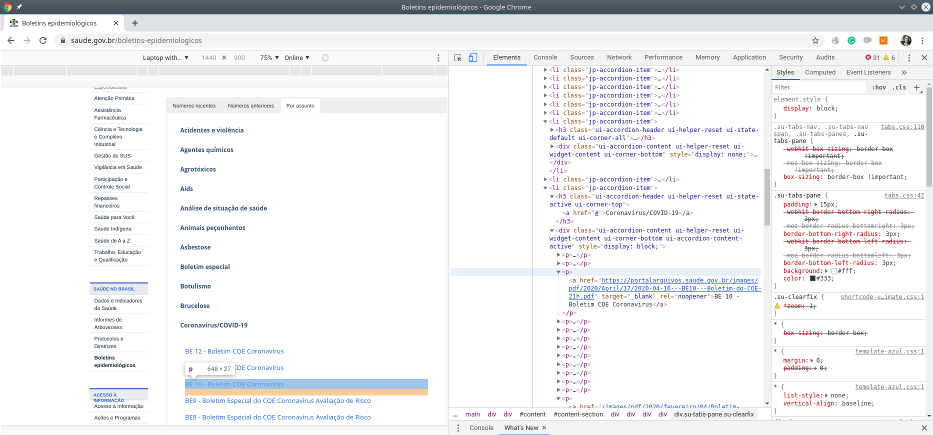 Boletins epidemiológicos - Google Chrome
Boletins epidemiológicos
saude.gov.br/boletins-epidemiologicos
Laptop with...
1440
900
75%
Online
Elements
Console
Sources
Network
Performance
Memory
Application
Security
Audits
31
6
Atenção Primária
Assistência
Farmacêutica
Ciência e Tecnologia
e Complexo
Industrial
Gestão do SUS
Vigilância em Saúde
Participação e
Controle Social
Repasses
financeiros
Saúde para Você
Saúde Indígena
Saúde de A a Z
Trabalho, Educação
e Qualificação
SAÚDE NO BRASIL
Dados e Indicadores
da Saúde
Informes de
Arboviroses
Protocolos e
Diretrizes
Boletins
epidemiológicos
ACESSO À
INFORMAÇÃO
Acesso à Informação
Ações e Programas
Números recentes
Números anteriores
Por assunto
Acidentes e violência
Agentes químicos
Agrotóxicos
Aids
Análise de situação de saúde
Animais peçonhentos
Asbestose
Boletim especial
Botulismo
Brucelose
Coronavírus/COVID-19
BE 12 - Boletim COE Coronavírus
COE Coronavírus
p 648×27
BE 10 - Boletim COE Coronavírus
BE9 - Boletim Especial do COE Coronavírus Avaliação de Risco
BE8 - Boletim Especial do COE Coronavírus Avaliação de Risco
<li class="jp-accordion-item">…</li>
<li class="jp-accordion-item">…</li>
<li class="jp-accordion-item">…</li>
<li class="jp-accordion-item">…</li>
<li class="jp-accordion-item">…</li>
<li class="jp-accordion-item">
<h3 class="ui-accordion-header ui-helper-reset ui-state-
default ui-corner-all">…</h3>
<div class="ui-accordion-content ui-helper-reset ui-
widget-content ui-corner-bottom" style="display: none;">…
</div>
</li>
<li class="jp-accordion-item">…</li>
<li class="jp-accordion-item">
<h3 class="ui-accordion-header ui-helper-reset ui-state-
active ui-corner-top">
<a href="#">Coronavírus/COVID-19</a>
</h3>
<div class="ui-accordion-content ui-helper-reset ui-
widget-content ui-corner-bottom ui-accordion-content-
active" style="display: block;">
<p>…</p>
<p>…</p>
<p>
<a href="https://portalarquivos.saude.gov.br/images/
pdf/2020/April/17/2020-04-16---BE10---Boletim-do-COE-
21h.pdf" target="_blank" rel="noopener">BE 10 -
Boletim COE Coronavírus</a>
</p>
<p>…</p>
<p>…</p>
<p>…</p>
<p>…</p>
<p>…</p>
<p>…</p>
<p>…</p>
<p>…</p>
<p>…</p>
<p>
<a href="/images/pdf/2020/fevereiro/04/Boletim-
... main div div #content #content-section div div div.su-tabs-pane.su-clearfix
Console
What's New
Styles
Computed
Event Listeners
Filter
:hov .cls
element.style {
display: block;
}
.su-tabs-nav, .su-tabs-nav tabs.css:110
span, .su-tabs-panes, .su-
tabs-pane {
-webkit-box-sizing: border-box
!important;
-moz-box-sizing: border-box
!important;
box-sizing: border-box !important;
}
.su-tabs-pane { tabs.css:42
padding: 15px;
-webkit-border-bottom-right-radius:
3px;
-moz-border-radius-bottomright: 3px;
border-bottom-right-radius: 3px;
-webkit-border-bottom-left-radius:
3px;
-moz-border-radius-bottomleft: 3px;
border-bottom-left-radius: 3px;
background: #fff;
color: #333;
}
.su-clearfix { shortcode-u…imate.css:1
*zoom: 1;
}
* { template-azul.css:1
box-sizing: border-box;
}
* { template-azul.css:1
margin: 0;
padding: 0;
}
* { template-azul.css:1
list-style: none;
vertical-align: baseline;